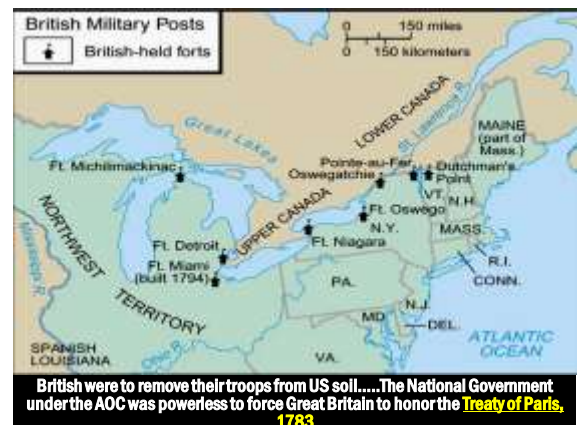 British Military Posts
British-held forts
0 150 miles
0 150 kilometers
LOWER CANADA
St. Lawrence R.
MAINE
(part of
Mass.)
Great Lakes
Ft. Michilimackinac
Pointe-au-Fer
Oswegatchie
Dutchman's
Point
VT.
N.H.
UPPER CANADA
Ft. Oswego
N.Y.
MASS.
NORTHWEST
TERRITORY
Mississippi R.
Ft. Detroit
Ft. Niagara
R.I.
CONN.
Ft. Miami
(built 1794)
PA.
N.J.
MD
DEL.
ATLANTIC
OCEAN
SPANISH
LOUISIANA
Ohio R.
VA.
British were to remove their troops from US soil.....The National Government
under the AOC was powerless to force Great Britain to honor the Treaty of Paris,
1783